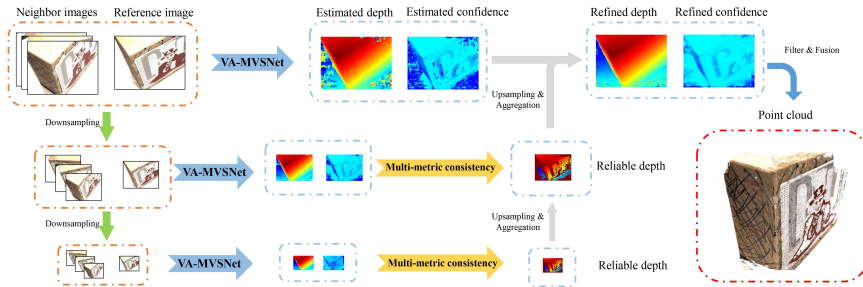 Neighbor images
Reference image
Estimated depth
Estimated confidence
Refined depth
Refined confidence
VA-MVSNet
Filter & Fusion
Upsampling &
Aggregation
Downsampling
Point cloud
VA-MVSNet
Multi-metric consistency
Reliable depth
Downsampling
Upsampling &
Aggregation
VA-MVSNet
Multi-metric consistency
Reliable depth